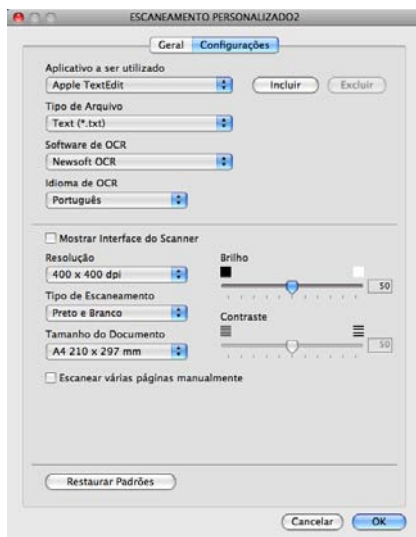 ESCANEAMENTO PERSONALIZADO2
Geral Configurações
Aplicativo a ser utilizado
Apple TextEdit Incluir Excluir
Tipo de Arquivo
Text (*.txt)
Software de OCR
Newsoft OCR
Idioma de OCR
Português
Mostrar Interface do Scanner
Resolução Brilho
400 x 400 dpi 50
Tipo de Escaneamento
Preto e Branco Contraste
Tamanho do Documento
A4 210 x 297 mm 50
Escanear várias páginas manualmente
Restaurar Padrões
Cancelar OK